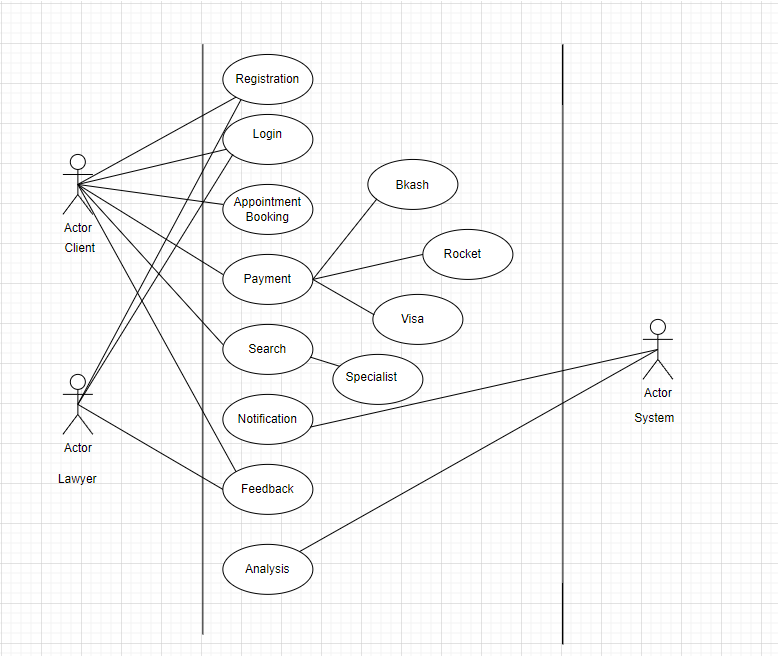 Registration
Login
Appointment
Booking
Payment
Search
Notification
Feedback
Analysis
Bkash
Rocket
Visa
Specialist
Actor
Client
Actor
Lawyer
Actor
System